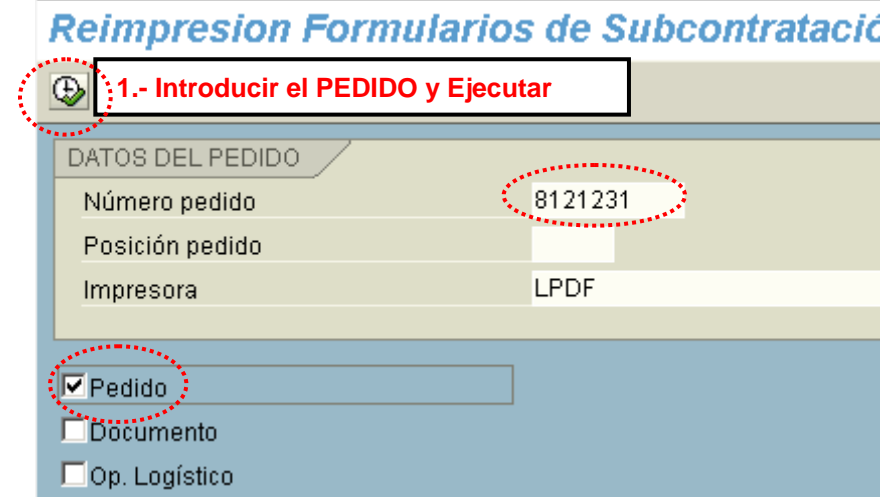 Reimpresion Formularios de Subcontratació
1.- Introducir el PEDIDO y Ejecutar
DATOS DEL PEDIDO
Número pedido 8121231
Posición pedido
Impresora LPDF
Pedido
Documento
Op. Logístico